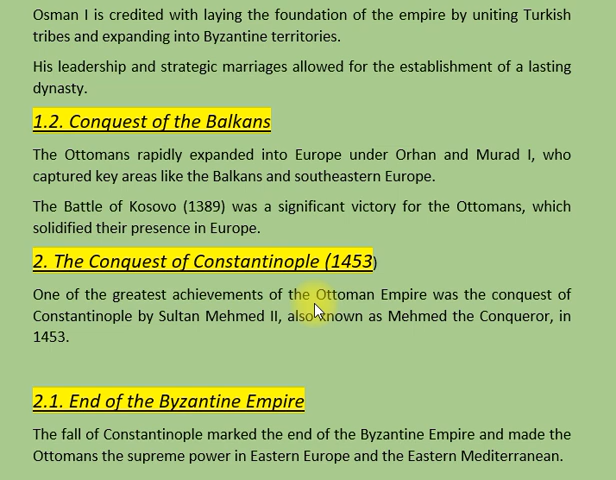 Osman I is credited with laying the foundation of the empire by uniting Turkish
tribes and expanding into Byzantine territories.
His leadership and strategic marriages allowed for the establishment of a lasting
dynasty.
1.2. Conquest of the Balkans
The Ottomans rapidly expanded into Europe under Orhan and Murad I, who
captured key areas like the Balkans and southeastern Europe.
The Battle of Kosovo (1389) was a significant victory for the Ottomans, which
solidified their presence in Europe.
2. The Conquest of Constantinople (1453)
One of the greatest achievements of the Ottoman Empire was the conquest of
Constantinople by Sultan Mehmed II, also known as Mehmed the Conqueror, in
1453.
2.1. End of the Byzantine Empire
The fall of Constantinople marked the end of the Byzantine Empire and made the
Ottomans the supreme power in Eastern Europe and the Eastern Mediterranean.